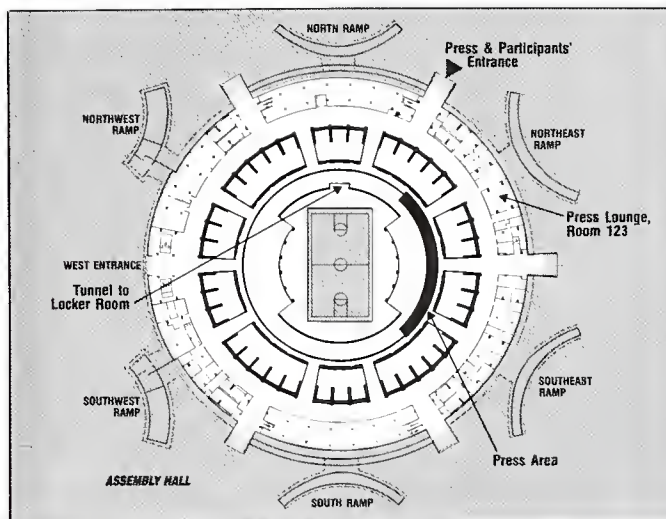 NORTH RAMP
Press & Participants'
Entrance
NORTHWEST
RAMP
NORTHEAST
RAMP
Press Lounge,
Room 123
WEST ENTRANCE
Tunnel to
Locker Room
SOUTHWEST
RAMP
SOUTHEAST
RAMP
Press Area
ASSEMBLY HALL
SOUTH RAMP